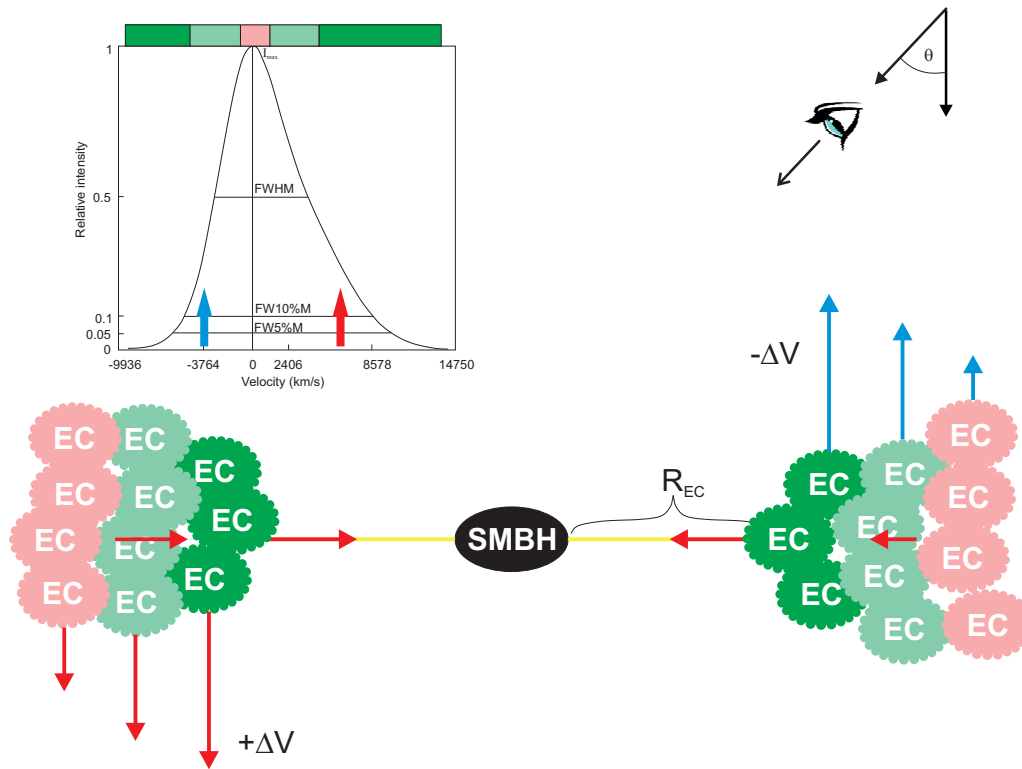 1
I max
Relative intensity
0.5
FWHM
0.1
FW10%M
0.05
FW5%M
0
-9936
-3764
0
2406
8578
14750
Velocity (km/s)
θ
-ΔV
EC
EC
EC
EC
EC
EC
EC
EC
EC
EC
EC
SMBH
R EC
EC
EC
EC
EC
EC
EC
EC
EC
EC
EC
+ΔV